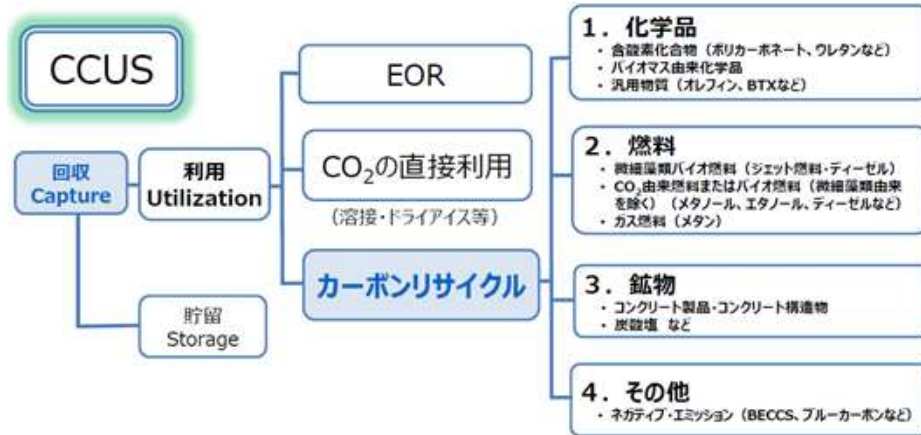 CCUS
回収
Capture
利用
Utilization
貯留
Storage
EOR
CO₂の直接利用
(溶接・ドライアイス等)
カーボンリサイクル
1. 化学品
・ 含酸素化合物（ポリカーボネート、ウレタンなど）
・ バイオマス由来化学品
・ 汎用物質（オレフィン、BTXなど）
2. 燃料
・ 微細藻類バイオ燃料（ジェット燃料・ディーゼル）
・ CO₂由来燃料またはバイオ燃料（微細藻類由来
を除く）（メタノール、エタノール、ディーゼルなど）
・ ガス燃料（メタン）
3. 鉱物
・ コンクリート製品・コンクリート構造物
・ 炭酸塩 など
4. その他
・ ネガティブ・エミッション（BECCS、ブルーカーボンなど）